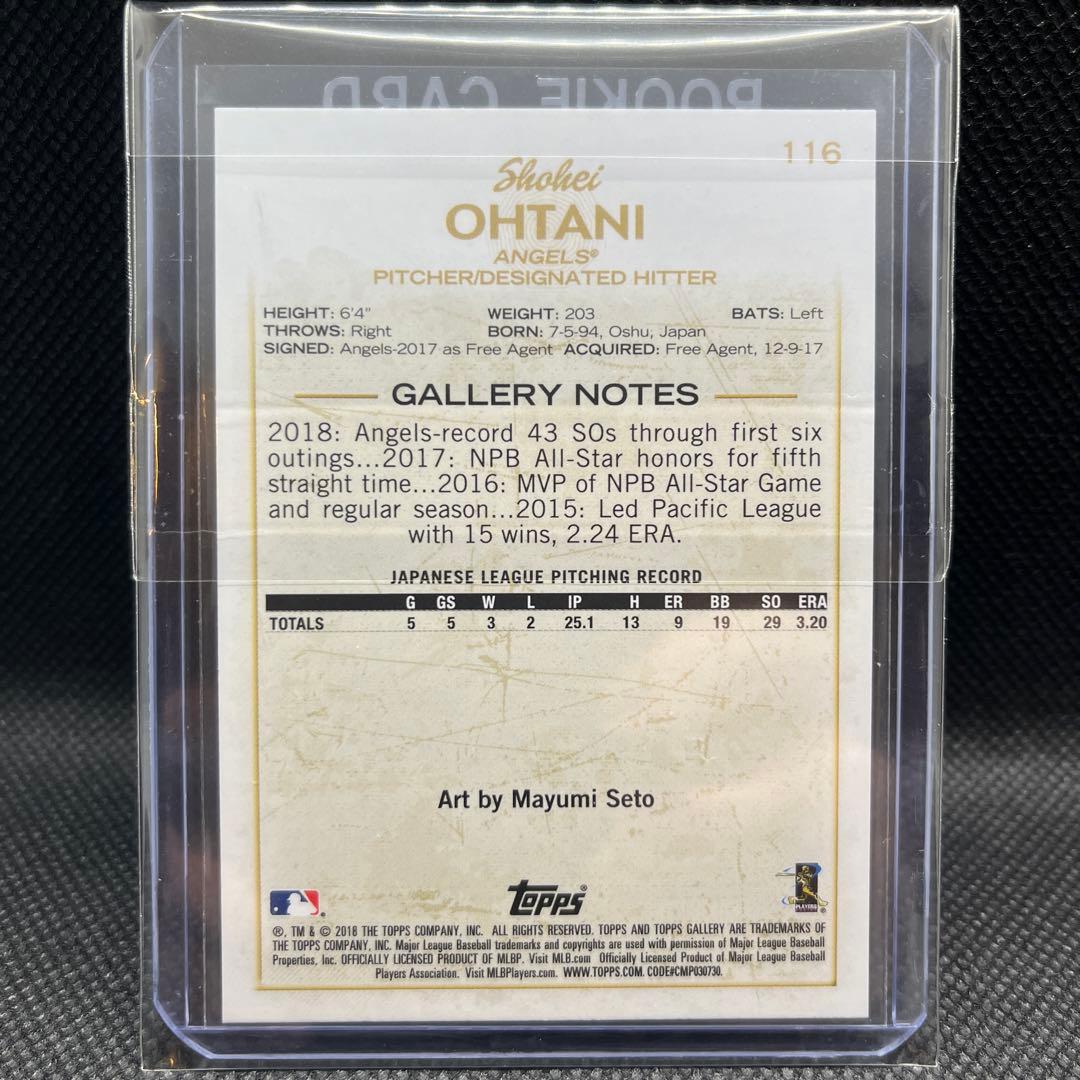 ROOKIE CARD
116
Shohei
OHTANI
ANGELS®
PITCHER/DESIGNATED HITTER
HEIGHT: 6'4" WEIGHT: 203 BATS: Left
THROWS: Right BORN: 7-5-94, Oshu, Japan
SIGNED: Angels-2017 as Free Agent ACQUIRED: Free Agent, 12-9-17
GALLERY NOTES
2018: Angels-record 43 SOs through first six
outings...2017: NPB All-Star honors for fifth
straight time...2016: MVP of NPB All-Star Game
and regular season...2015: Led Pacific League
with 15 wins, 2.24 ERA.
JAPANESE LEAGUE PITCHING RECORD
G GS W L IP H ER BB SO ERA
TOTALS 5 5 3 2 25.1 13 9 19 29 3.20
Art by Mayumi Seto
topps®
PLAYERS
®, TM & © 2018 THE TOPPS COMPANY, INC. ALL RIGHTS RESERVED. TOPPS AND TOPPS GALLERY ARE TRADEMARKS OF
THE TOPPS COMPANY, INC. Major League Baseball trademarks and copyrights are used with permission of Major League Baseball
Properties, Inc. OFFICIALLY LICENSED PRODUCT OF MLBP. Visit MLB.com Officially Licensed Product of Major League Baseball
Players Association. Visit MLBPlayers.com. WWW.TOPPS.COM. CODE#CMP030730.